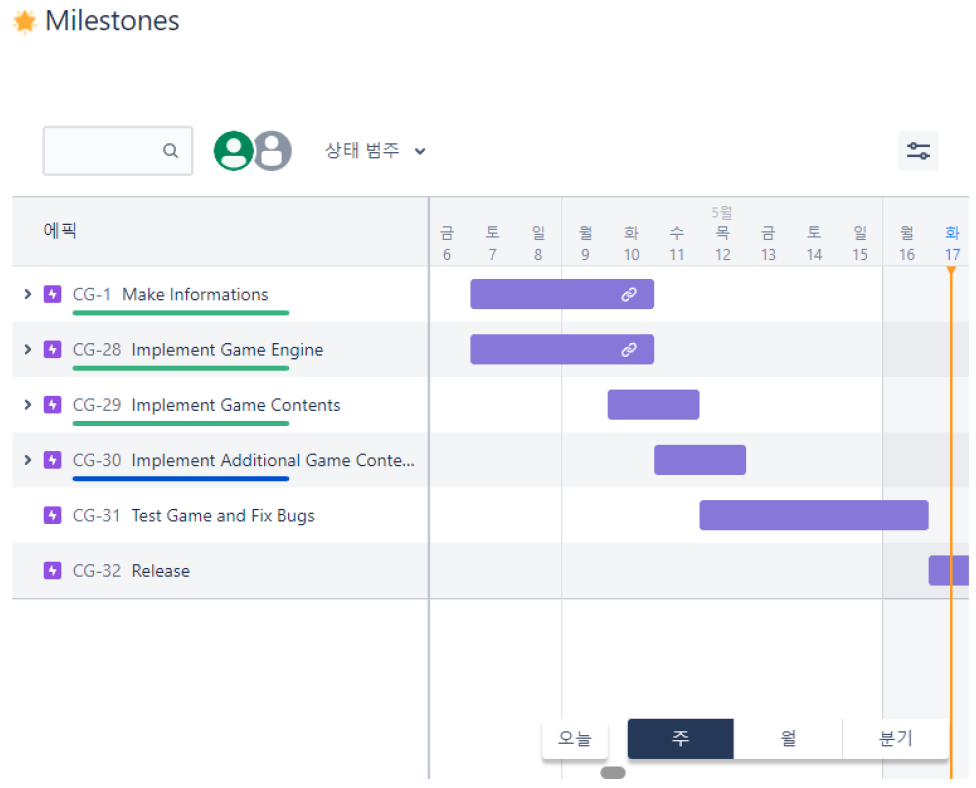 Milestones
상태 범주
에픽
5월
금 토 일 월 화 수 목 금 토 일 월 화
6 7 8 9 10 11 12 13 14 15 16 17
CG-1 Make Informations
CG-28 Implement Game Engine
CG-29 Implement Game Contents
CG-30 Implement Additional Game Conte...
CG-31 Test Game and Fix Bugs
CG-32 Release
오늘 주 월 분기